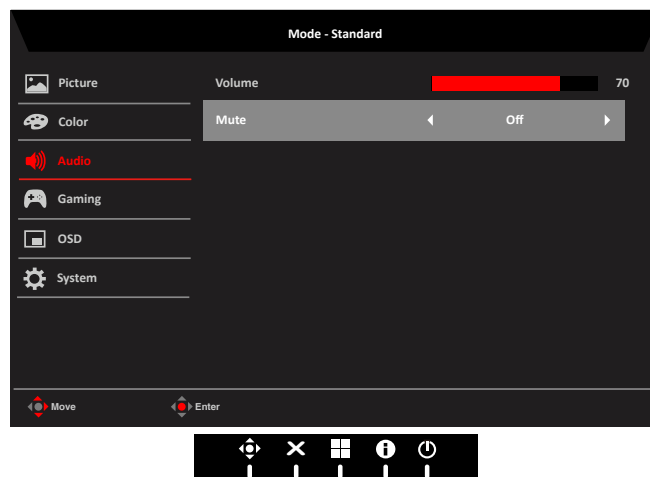 Mode - Standard
Picture
Volume 70
Color
Mute Off
Audio
Gaming
OSD
System
Move Enter